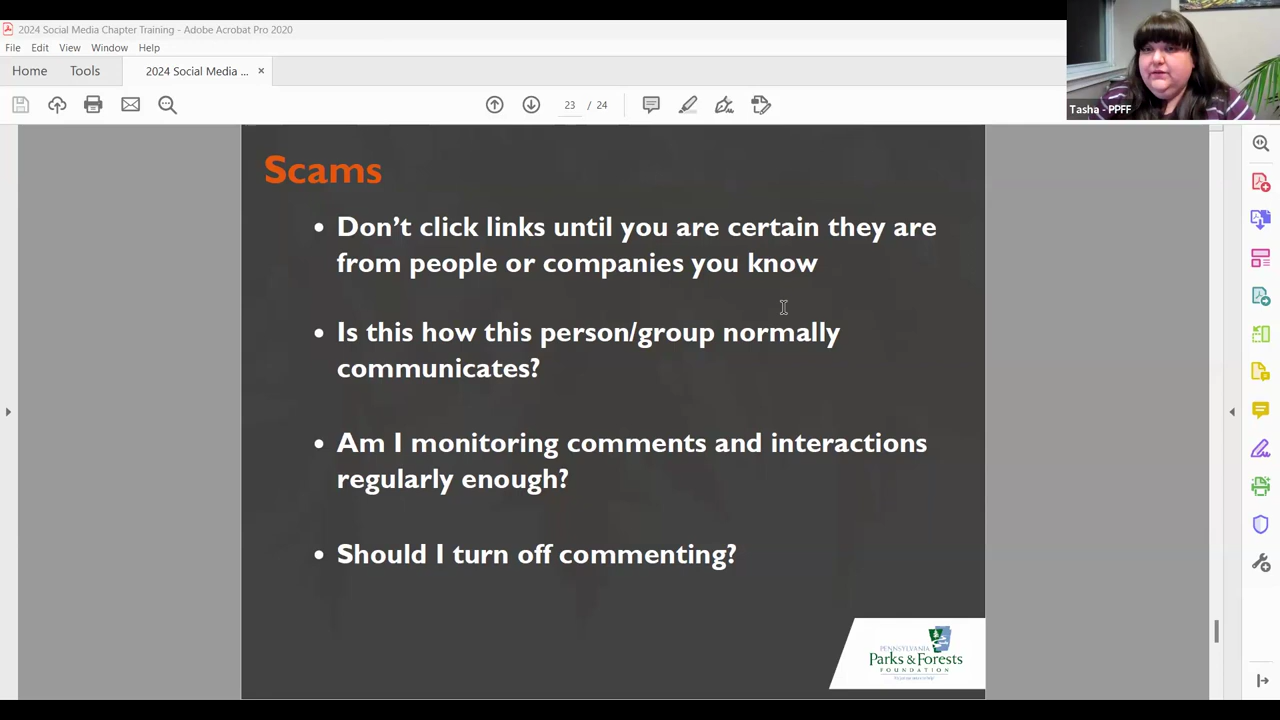 2024 Social Media Chapter Training - Adobe Acrobat Pro 2020
File Edit View Window Help
Home Tools 2024 Social Media ... ×
23 / 24
Tasha - PPFF
Scams
• Don’t click links until you are certain they are
from people or companies you know
• Is this how this person/group normally
communicates?
• Am I monitoring comments and interactions
regularly enough?
• Should I turn off commenting?
PENNSYLVANIA
Parks & Forests
FOUNDATION